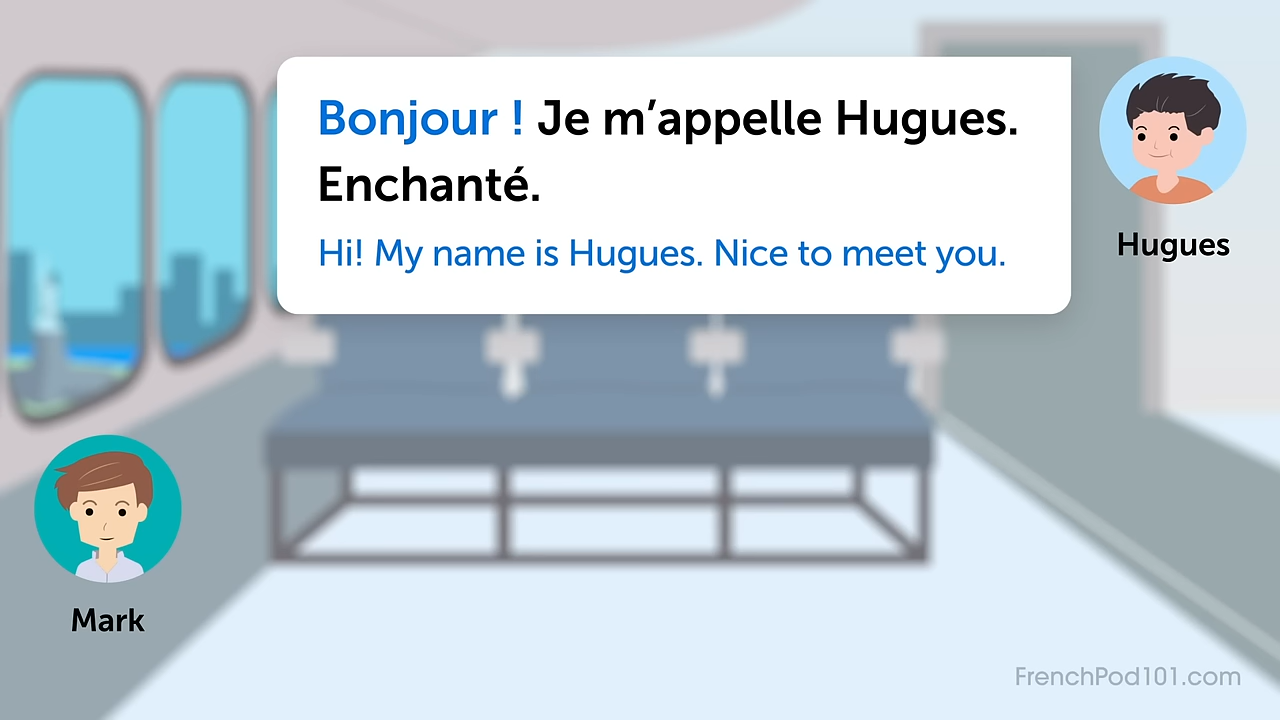 Bonjour ! Je m’appelle Hugues.
Enchanté.
Hi! My name is Hugues. Nice to meet you.
Hugues
Mark
FrenchPod101.com